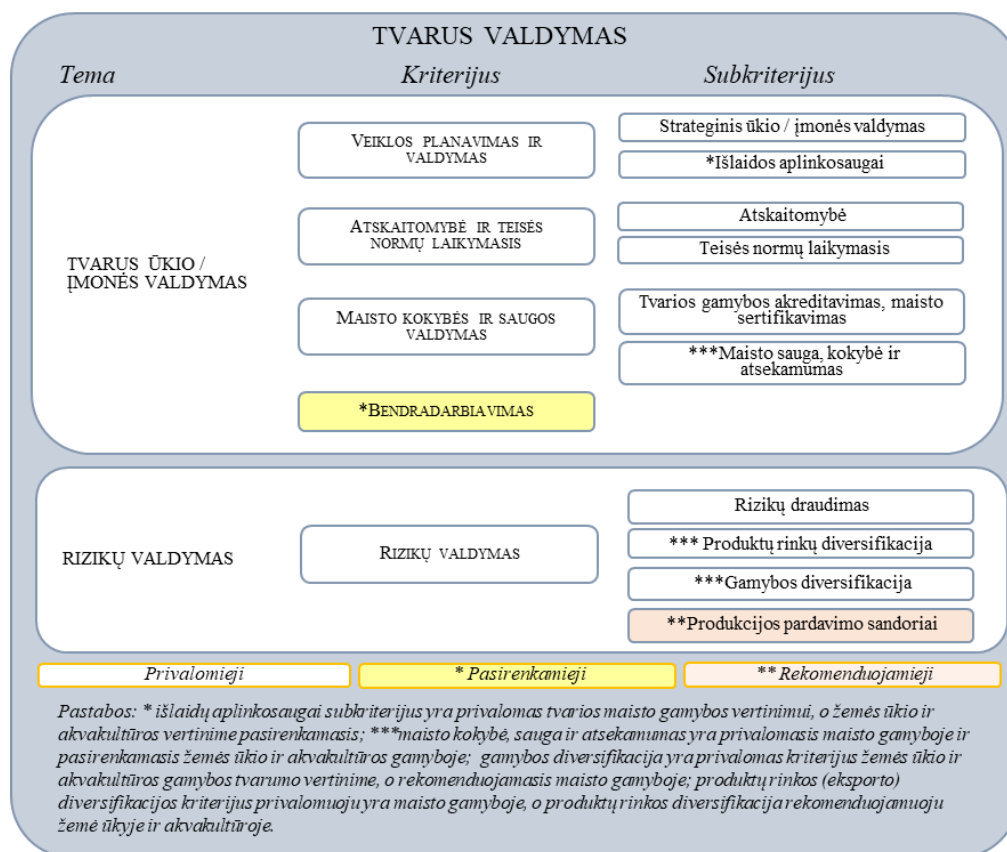 TVARUS VALDYMAS
Tema Kriterijus Subkriterijus
TVARUS ŪKIO /
ĮMONĖS VALDYMAS
VEIKLOS PLANAVIMAS IR
VALDYMAS
Strateginis ūkio / įmonės valdymas
*Išlaidos aplinkosaugai
ATSKAITOMYBĖ IR TEISĖS
NORMŲ LAIKYMASIS
Atskaitomybė
Teisės normų laikymasis
MAISTO KOKYBĖS IR SAUGOS
VALDYMAS
Tvarios gamybos akreditavimas, maisto
sertifikavimas
***Maisto sauga, kokybė ir
atsekamumas
*BENDRADARBIAVIMAS
RIZIKŲ VALDYMAS
RIZIKŲ VALDYMAS
Rizikų draudimas
*** Produktų rinkų diversifikacija
***Gamybos diversifikacija
**Produkcijos pardavimo sandoriai
Privalomieji * Pasirenkamieji ** Rekomenduojamieji
Pastabos: * išlaidų aplinkosaugai subkriterijus yra privalomas tvarios maisto gamybos vertinimui, o žemės ūkio ir
akvakultūros vertinime pasirenkamasis; ***maisto kokybė, sauga ir atsekamumas yra privalomasis maisto gamyboje ir
pasirenkamasis žemės ūkio ir akvakultūros gamyboje; gamybos diversifikacija yra privalomas kriterijus žemės ūkio ir
akvakultūros gamybos tvarumo vertinime, o rekomenduojamasis maisto gamyboje; produktų rinkos (eksporto)
diversifikacijos kriterijus privalomuoju yra maisto gamyboje, o produktų rinkos diversifikacija rekomenduojamuoju
žemė ūkyje ir akvakultūroje.